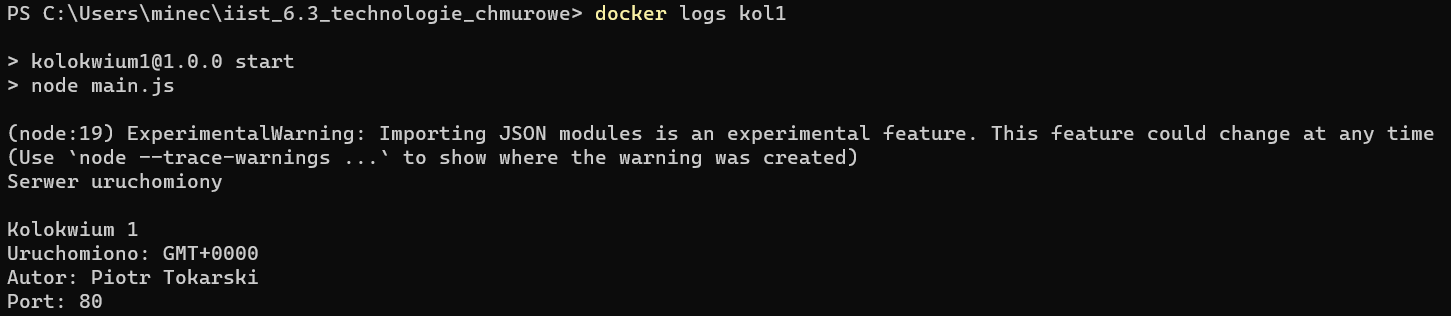 PS C:\Users\minec\iist_6.3_technologie_chmurowe> docker logs kol1
> kolokwium1@1.0.0 start
> node main.js
(node:19) ExperimentalWarning: Importing JSON modules is an experimental feature. This feature could change at any time
(Use `node --trace-warnings ...` to show where the warning was created)
Serwer uruchomiony
Kolokwium 1
Uruchomiono: GMT+0000
Autor: Piotr Tokarski
Port: 80